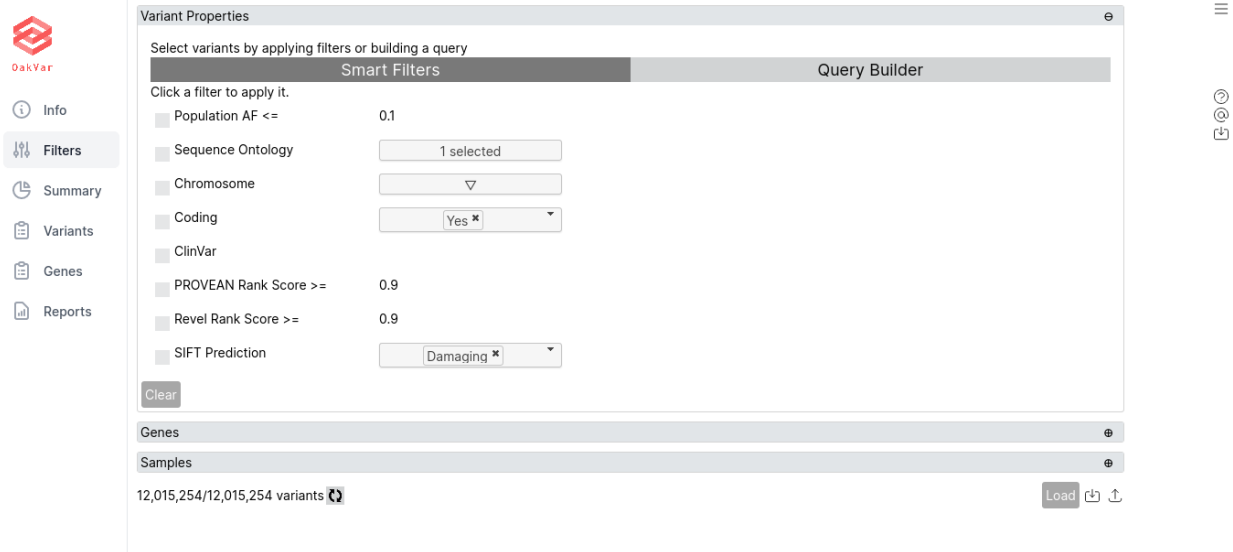 OakVar
Info
Filters
Summary
Variants
Genes
Reports
Variant Properties
Select variants by applying filters or building a query
Smart Filters
Query Builder
Click a filter to apply it.
Population AF <= 0.1
Sequence Ontology 1 selected
Chromosome
Coding Yes
ClinVar
PROVEAN Rank Score >= 0.9
Revel Rank Score >= 0.9
SIFT Prediction Damaging
Clear
Genes
Samples
12,015,254/12,015,254 variants
Load